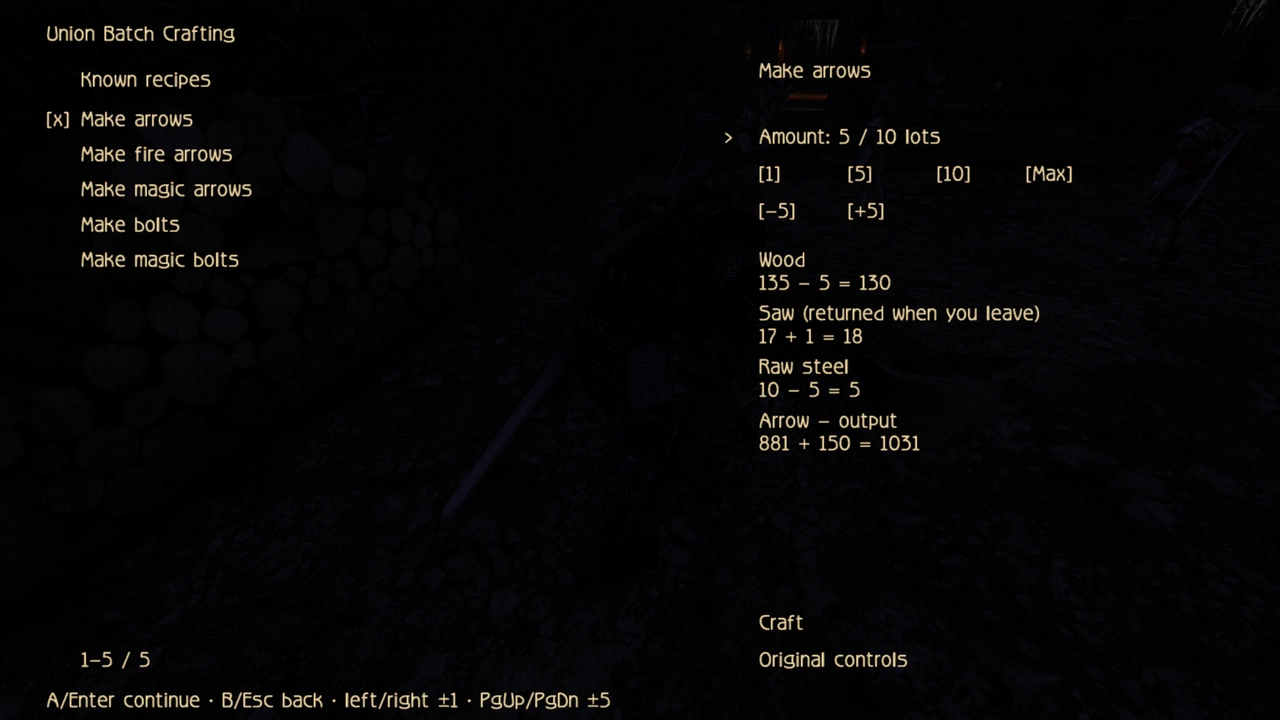 Union Batch Crafting
Known recipes
[x] Make arrows
Make fire arrows
Make magic arrows
Make bolts
Make magic bolts
1–5 / 5
Make arrows
> Amount: 5 / 10 lots
[1] [5] [10] [Max]
[–5] [+5]
Wood
135 – 5 = 130
Saw (returned when you leave)
17 + 1 = 18
Raw steel
10 – 5 = 5
Arrow – output
881 + 150 = 1031
Craft
Original controls
A/Enter continue · B/Esc back · left/right ±1 · PgUp/PgDn ±5